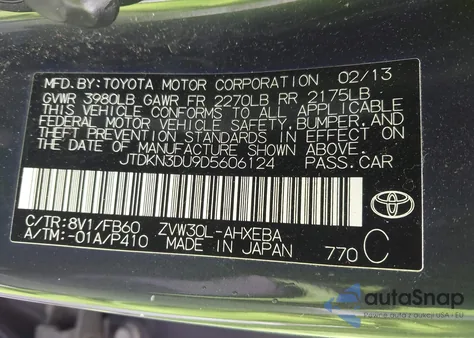 MFD.BY:TOYOTA MOTOR CORPORATION 02/13
GVWR 3980LB GAWR FR 2270LB RR 2175LB
THIS VEHICLE CONFORMS TO ALL APPLICABLE
FEDERAL MOTOR VEHICLE SAFETY,BUMPER, AND
THEFT PREVENTION STANDARDS IN EFFECT ON
THE DATE OF MANUFACTURE SHOWN ABOVE.
JTDKN3DU9D5606124 PASS.CAR
C/TR:8V1/FB60 ZVW30L-AHXEBA
A/TM:-01A/P410 MADE IN JAPAN 770 C
TOYOTA
autoSnap